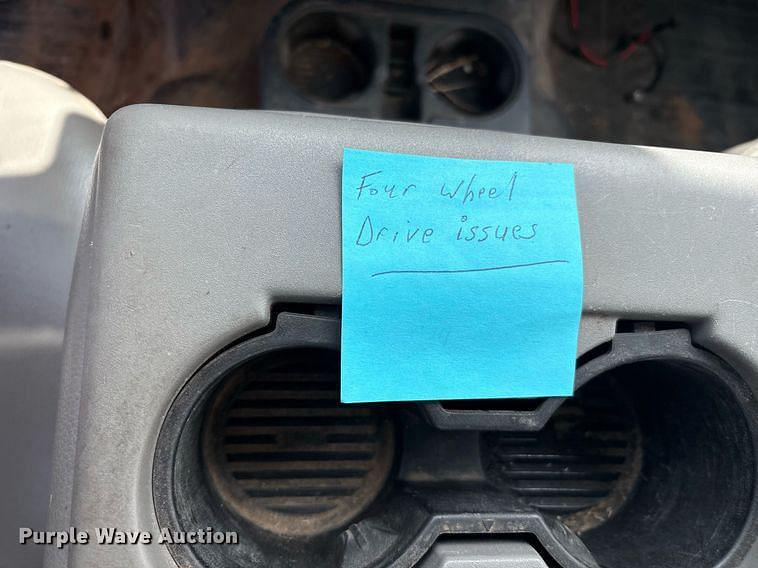 Four wheel
Drive issues
Purple Wave Auction